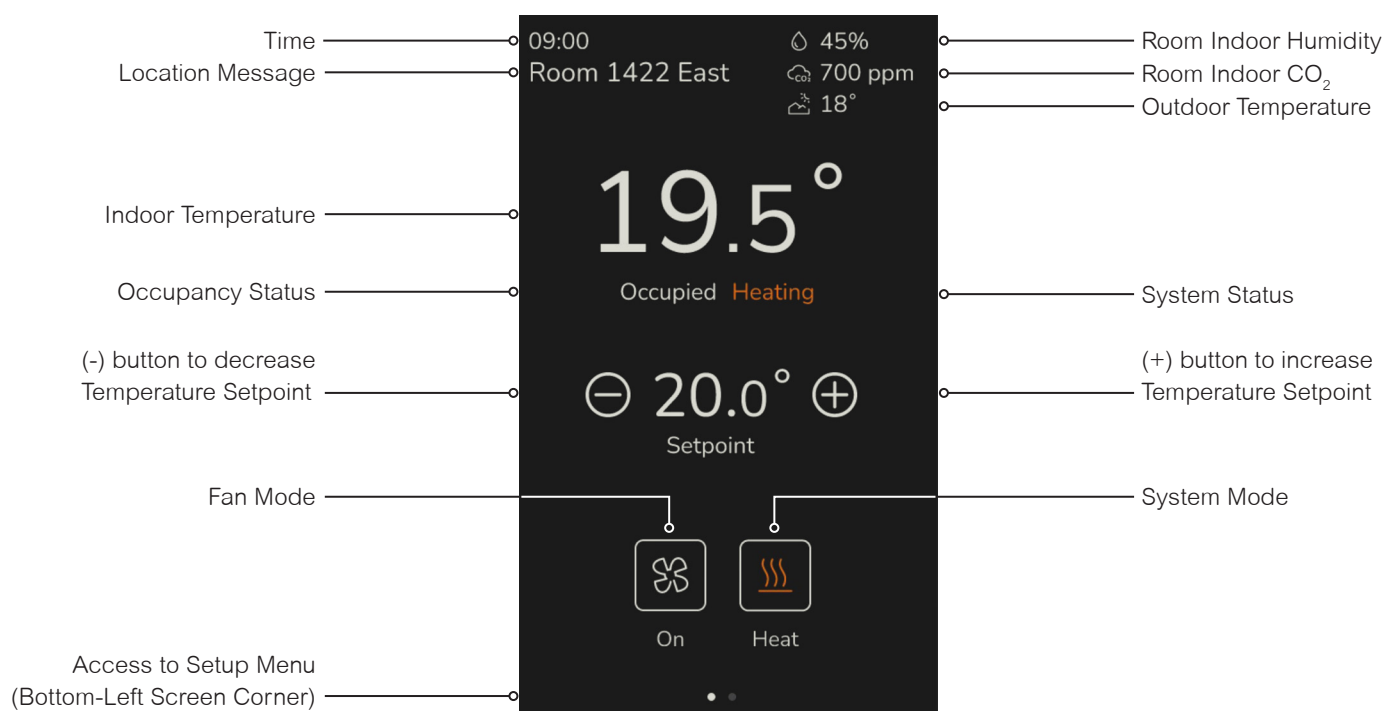 Time
Location Message
Indoor Temperature
Occupancy Status
(-) button to decrease
Temperature Setpoint
Fan Mode
Access to Setup Menu
(Bottom-Left Screen Corner)
09:00
Room 1422 East
45%
CO2 700 ppm
18°
19.5°
Occupied Heating
20.0°
Setpoint
On Heat
Room Indoor Humidity
Room Indoor CO₂
Outdoor Temperature
System Status
(+) button to increase
Temperature Setpoint
System Mode